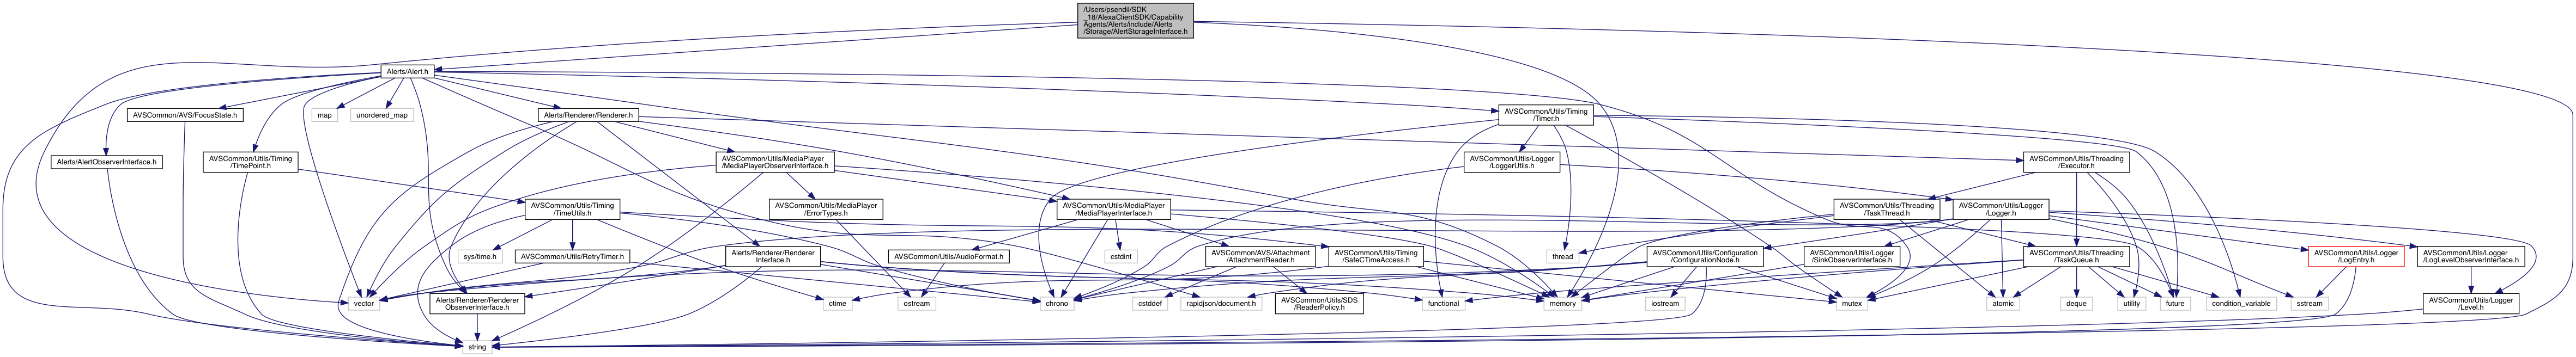 /Users/psendil/SDK
_18/AlexaClientSDK/Capability
Agents/Alerts/include/Alerts
/Storage/AlertStorageInterface.h
Alerts/Alert.h
AVSCommon/AVS/FocusState.h
map
unordered_map
Alerts/Renderer/Renderer.h
AVSCommon/Utils/Timing
/Timer.h
Alerts/AlertObserverInterface.h
AVSCommon/Utils/Timing
/TimePoint.h
AVSCommon/Utils/MediaPlayer
/MediaPlayerObserverInterface.h
AVSCommon/Utils/Logger
/LoggerUtils.h
AVSCommon/Utils/Threading
/Executor.h
AVSCommon/Utils/Timing
/TimeUtils.h
AVSCommon/Utils/MediaPlayer
/ErrorTypes.h
AVSCommon/Utils/MediaPlayer
/MediaPlayerInterface.h
AVSCommon/Utils/Threading
/TaskThread.h
AVSCommon/Utils/Logger
/Logger.h
sys/time.h
AVSCommon/Utils/RetryTimer.h
Alerts/Renderer/Renderer
Interface.h
AVSCommon/Utils/AudioFormat.h
cstdint
AVSCommon/AVS/Attachment
/AttachmentReader.h
AVSCommon/Utils/Timing
/SafeCTimeAccess.h
thread
AVSCommon/Utils/Configuration
/ConfigurationNode.h
AVSCommon/Utils/Logger
/SinkObserverInterface.h
AVSCommon/Utils/Threading
/TaskQueue.h
AVSCommon/Utils/Logger
/LogEntry.h
AVSCommon/Utils/Logger
/LogLevelObserverInterface.h
vector
Alerts/Renderer/Renderer
ObserverInterface.h
ctime
ostream
chrono
cstddef
rapidjson/document.h
AVSCommon/Utils/SDS
/ReaderPolicy.h
functional
memory
iostream
mutex
atomic
deque
utility
future
condition_variable
sstream
AVSCommon/Utils/Logger
/Level.h
string